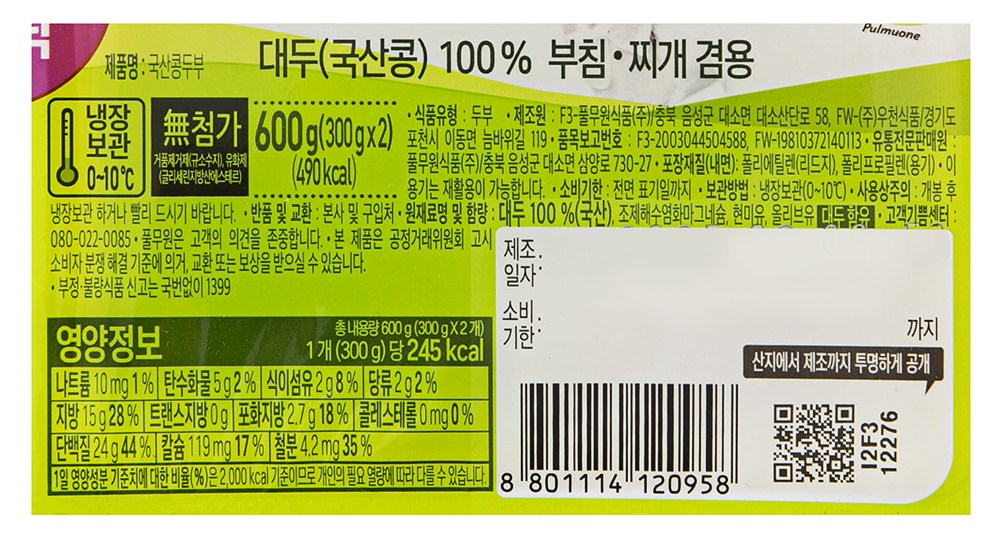 Pulmuone
제품명 : 국산콩두부
대두(국산콩) 100% 부침•찌개 겸용
냉장
보관
0~10℃
無첨가
거품제거제(규소수지), 유화제
(글리세린지방산에스테르)
600g(300gx2)
(490kcal)
• 식품유형 : 두부 • 제조원 : F3-풀무원식품(주)/충북 음성군 대소면 대소산단로 58, FW-(주)우천식품/경기도
포천시 이동면 늠바위길 119 • 품목보고번호 : F3-2003044504588, FW-19810372140113 • 유통전문판매원 :
풀무원식품(주)/충북 음성군 대소면 삼양로 730-27 • 포장재질(내면): 폴리에틸렌(리드지), 폴리프로필렌(용기) • 이
용기는 재활용이 가능합니다. • 소비기한 : 전면 표기일까지 • 보관방법 : 냉장보관(0~10℃) • 사용상주의 : 개봉 후
냉장보관 하거나 빨리 드시기 바랍니다. • 반품 및 교환 : 본사 및 구입처 • 원재료명 및 함량 : 대두 100%(국산), 조제해수염화마그네슘, 현미유, 올리브유 대두 함유 • 고객기쁨센터 :
080-022-0085 • 풀무원은 고객의 의견을 존중합니다. • 본 제품은 공정거래위원회 고시
소비자 분쟁 해결 기준에 의거, 교환 또는 보상을 받으실 수 있습니다.
• 부정·불량식품 신고는 국번없이 1399
제조
일자 :
소비
기한 :
까지
산지에서 제조까지 투명하게 공개
영양정보
총 내용량 600 g (300 g X 2 개)
1 개 (300 g) 당 245 kcal
나트륨 10 mg 1 % 탄수화물 5 g 2 % 식이섬유 2 g 8 % 당류 2 g 2 %
지방 15 g 28 % 트랜스지방 0 g 포화지방 2.7 g 18 % 콜레스테롤 0 mg 0 %
단백질 24 g 44 % 칼슘 119 mg 17 % 철분 4.2 mg 35 %
1일 영양성분 기준치에 대한 비율(%)은 2,000 kcal 기준이므로 개인의 필요 열량에 따라 다를 수 있습니다.
8 801114 120958
I2F3
12276